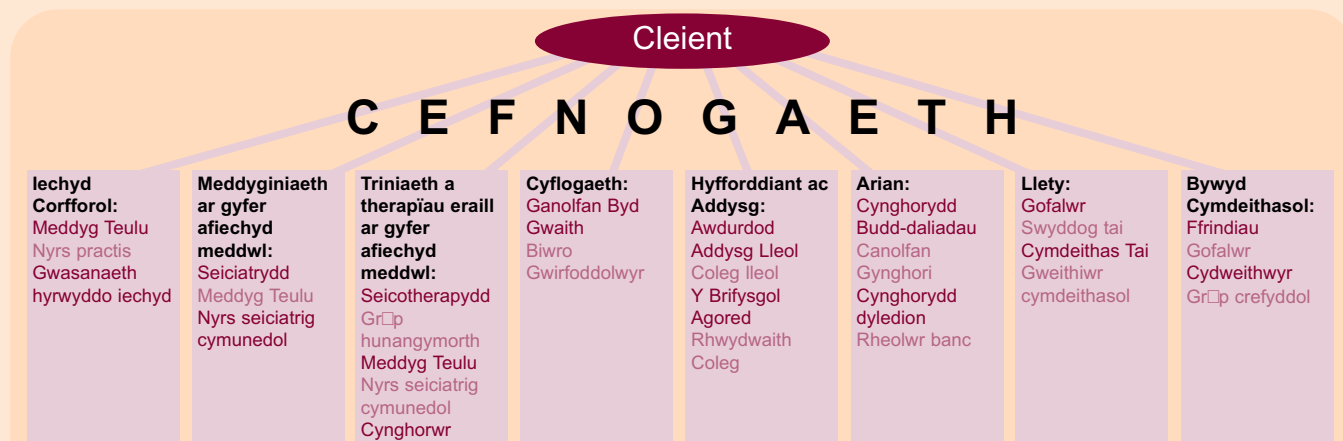 Cleient
CEFNOGAETH
Iechyd
Corfforol:
Meddyg Teulu
Nyrs practis
Gwasanaeth
hyrwyddo iechyd
Meddyginiaeth
ar gyfer
afiechyd
meddwl:
Seiciatrydd
Meddyg Teulu
Nyrs seiciatrig
cymunedol
Triniaeth a
therapïau eraill
ar gyfer
afiechyd
meddwl:
Seicotherapydd
Gr□p
hunangymorth
Meddyg Teulu
Nyrs seiciatrig
cymunedol
Cynghorwr
Cyflogaeth:
Ganolfan Byd
Gwaith
Biwro
Gwirfoddolwyr
Hyfforddiant ac
Addysg:
Awdurdod
Addysg Lleol
Coleg lleol
Y Brifysgol
Agored
Rhwydwaith
Coleg
Arian:
Cynghorydd
Budd-daliadau
Canolfan
Gynghori
Cynghorydd
dyledion
Rheolwr banc
Llety:
Gofalwr
Swyddog tai
Cymdeithas Tai
Gweithiwr
cymdeithasol
Bywyd
Cymdeithasol:
Ffrindiau
Gofalwr
Cydweithwyr
Gr□p crefyddol